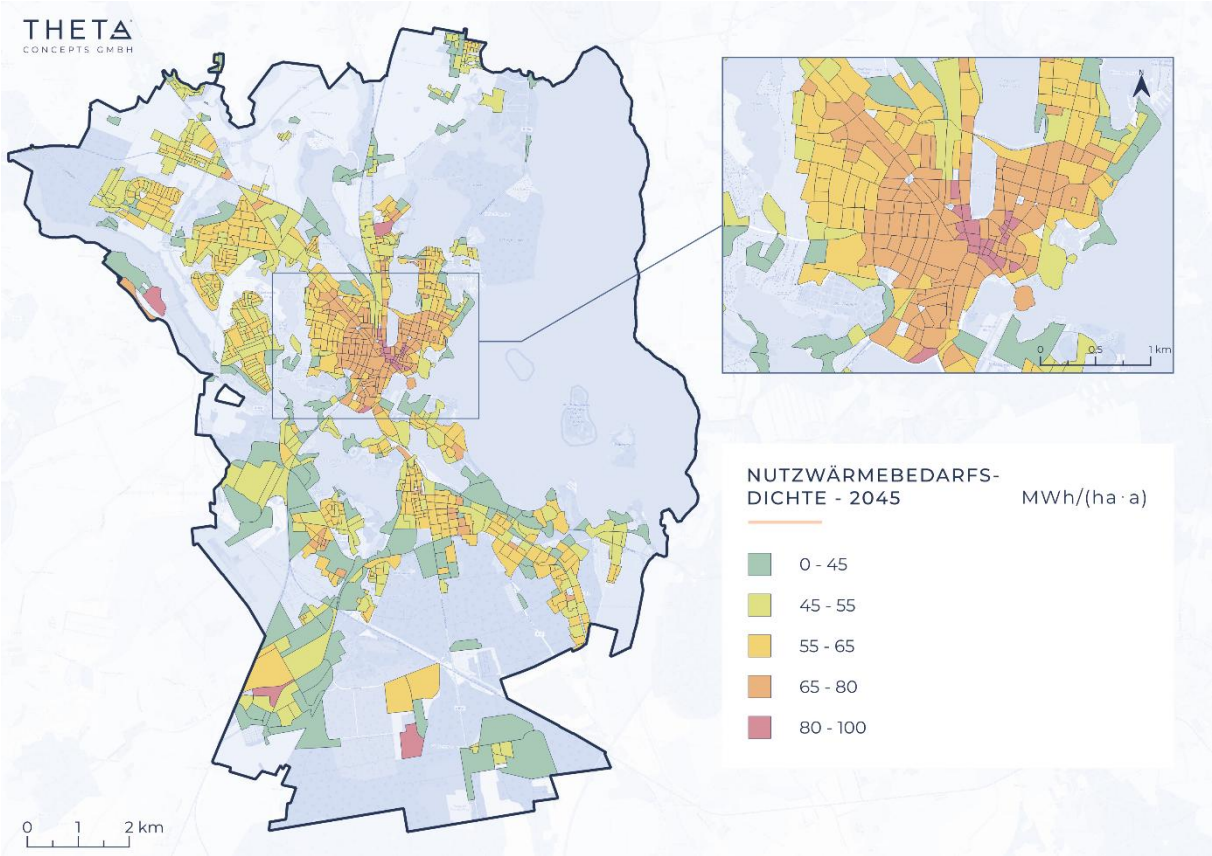 THETA
CONCEPTS GMBH
N
0 0,5 1 km
NUTZWÄRMEBEDARFS-
DICHTE - 2045 MWh/(ha·a)
0 - 45
45 - 55
55 - 65
65 - 80
80 - 100
0 1 2 km